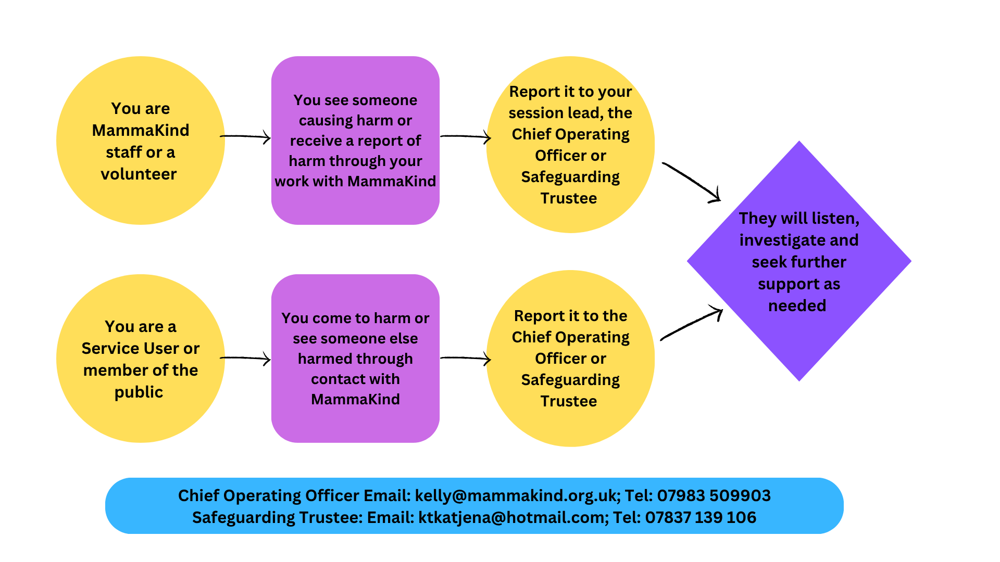 You are
MammaKind
staff or a
volunteer
You see someone
causing harm or
receive a report of
harm through your
work with MammaKind
Report it to your
session lead, the
Chief Operating
Officer or
Safeguarding
Trustee
They will listen,
investigate and
seek further
support as
needed
You are a
Service User or
member of the
public
You come to harm or
see someone else
harmed through
contact with
MammaKind
Report it to the
Chief Operating
Officer or
Safeguarding
Trustee
Chief Operating Officer Email: kelly@mammakind.org.uk; Tel: 07983 509903
Safeguarding Trustee: Email: ktkatjena@hotmail.com; Tel: 07837 139 106